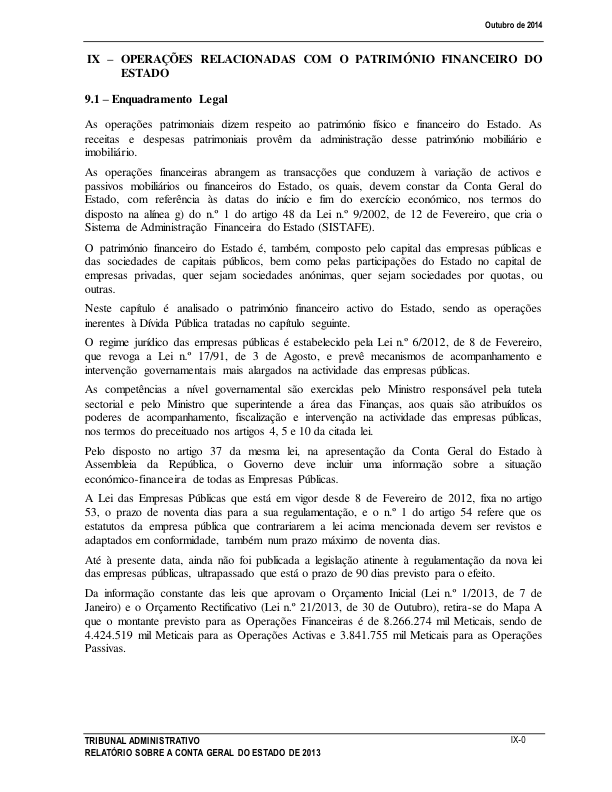 Outubro de 2014
IX – OPERAÇÕES RELACIONADAS COM O PATRIMÓNIO FINANCEIRO DO
ESTADO
9.1 – Enquadramento Legal
As operações patrimoniais dizem respeito ao património físico e financeiro do Estado. As
receitas e despesas patrimoniais provêm da administração desse património mobiliário e
imobiliário.
As operações financeiras abrangem as transacções que conduzem à variação de activos e
passivos mobiliários ou financeiros do Estado, os quais, devem constar da Conta Geral do
Estado, com referência às datas do início e fim do exercício económico, nos termos do
disposto na alínea g) do n.º 1 do artigo 48 da Lei n.º 9/2002, de 12 de Fevereiro, que cria o
Sistema de Administração Financeira do Estado (SISTAFE).
O património financeiro do Estado é, também, composto pelo capital das empresas públicas e
das sociedades de capitais públicos, bem como pelas participações do Estado no capital de
empresas privadas, quer sejam sociedades anónimas, quer sejam sociedades por quotas, ou
outras.
Neste capítulo é analisado o património financeiro activo do Estado, sendo as operações
inerentes à Dívida Pública tratadas no capítulo seguinte.
O regime jurídico das empresas públicas é estabelecido pela Lei n.º 6/2012, de 8 de Fevereiro,
que revoga a Lei n.º 17/91, de 3 de Agosto, e prevê mecanismos de acompanhamento e
intervenção governamentais mais alargados na actividade das empresas públicas.
As competências a nível governamental são exercidas pelo Ministro responsável pela tutela
sectorial e pelo Ministro que superintende a área das Finanças, aos quais são atribuídos os
poderes de acompanhamento, fiscalização e intervenção na actividade das empresas públicas,
nos termos do preceituado nos artigos 4, 5 e 10 da citada lei.
Pelo disposto no artigo 37 da mesma lei, na apresentação da Conta Geral do Estado à
Assembleia da República, o Governo deve incluir uma informação sobre a situação
económico-financeira de todas as Empresas Públicas.
A Lei das Empresas Públicas que está em vigor desde 8 de Fevereiro de 2012, fixa no artigo
53, o prazo de noventa dias para a sua regulamentação, e o n.º 1 do artigo 54 refere que os
estatutos da empresa pública que contrariarem a lei acima mencionada devem ser revistos e
adaptados em conformidade, também num prazo máximo de noventa dias.
Até à presente data, ainda não foi publicada a legislação atinente à regulamentação da nova lei
das empresas públicas, ultrapassado que está o prazo de 90 dias previsto para o efeito.
Da informação constante das leis que aprovam o Orçamento Inicial (Lei n.º 1/2013, de 7 de
Janeiro) e o Orçamento Rectificativo (Lei n.º 21/2013, de 30 de Outubro), retira-se do Mapa A
que o montante previsto para as Operações Financeiras é de 8.266.274 mil Meticais, sendo de
4.424.519 mil Meticais para as Operações Activas e 3.841.755 mil Meticais para as Operações
Passivas.
TRIBUNAL ADMINISTRATIVO
IX-0
RELATÓRIO SOBRE A CONTA GERAL DO ESTADO DE 2013